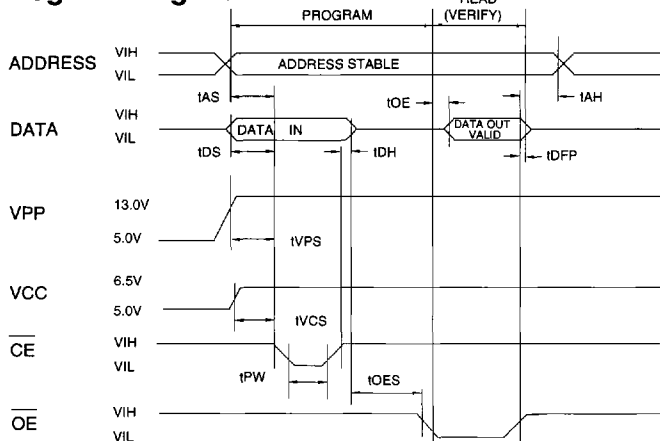 PROGRAM
(VERIFY)
ADDRESS
VIH
VIL
ADDRESS STABLE
tAS
tOE
tAH
DATA
VIH
VIL
DATA IN
DATA OUT
VALID
tDS
tDH
tDFP
VPP
13.0V
5.0V
tVPS
VCC
6.5V
5.0V
tVCS
CE
VIH
VIL
tPW
tOES
OE
VIH
VIL